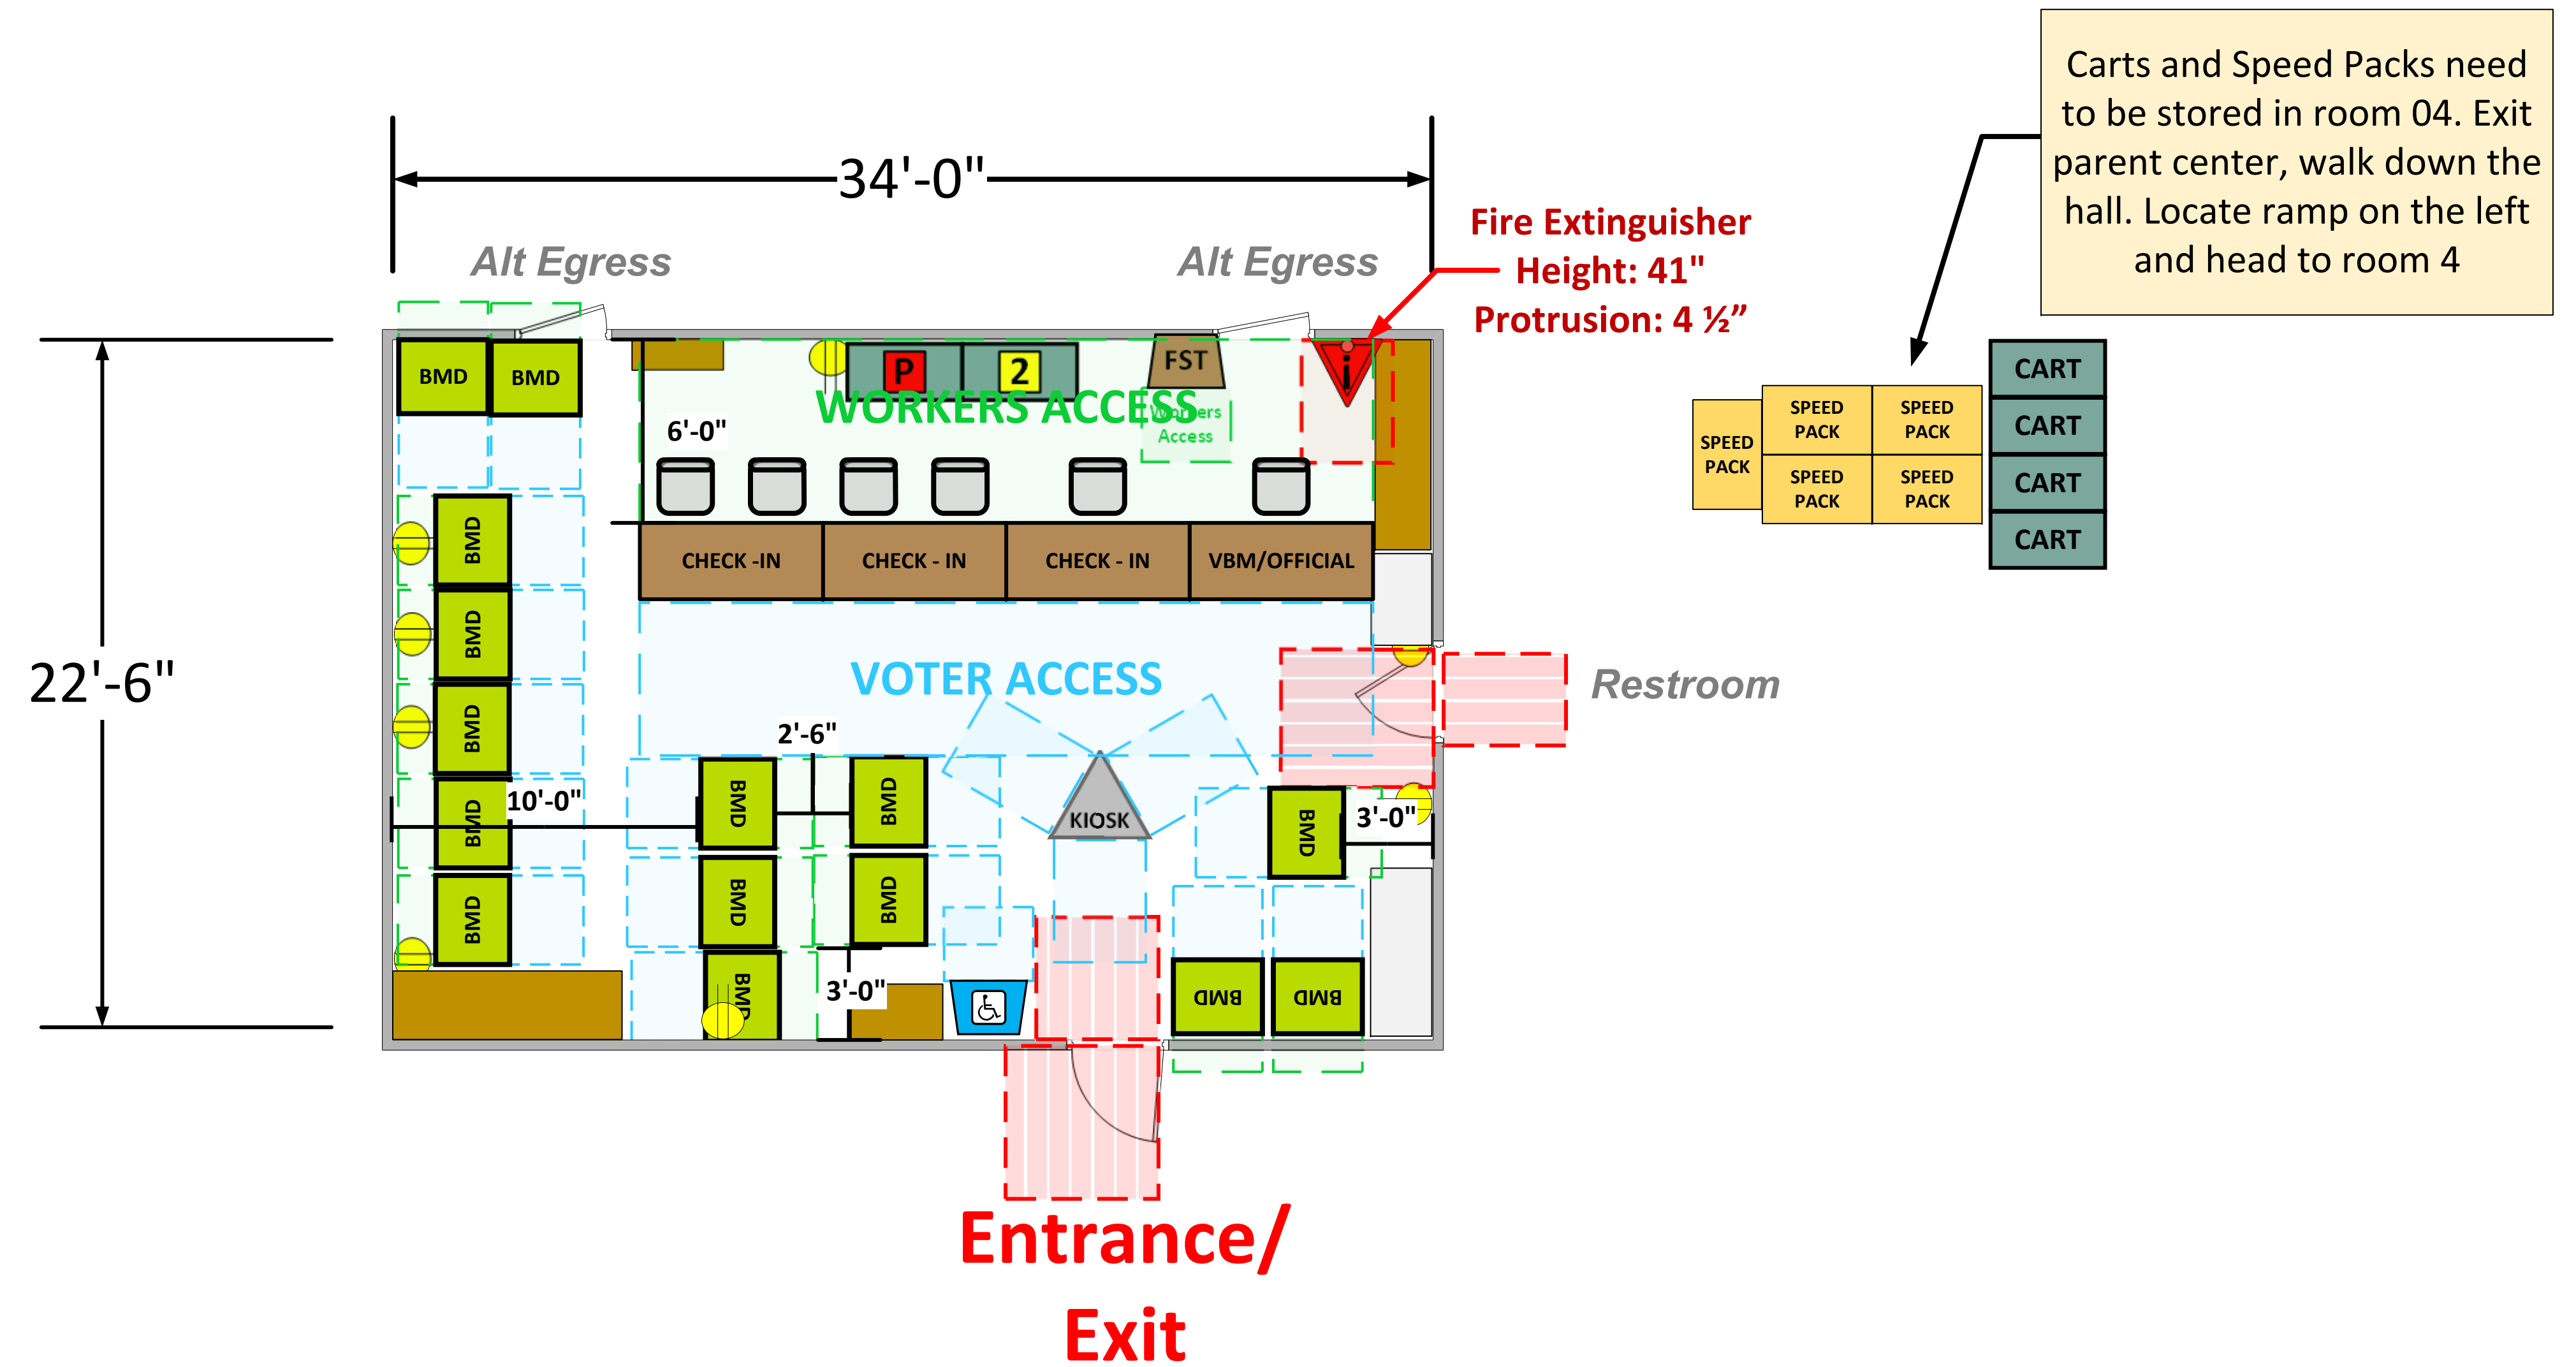 Carts and Speed Packs need
to be stored in room 04. Exit
parent center, walk down the
hall. Locate ramp on the left
and head to room 4
34'-0"
Fire Extinguisher
Height: 41"
Protrusion: 4 ½”
Alt Egress
Alt Egress
BMD
BMD
P
2
FST
i
WORKERS ACCESS
Workers
Access
6'-0"
CART
CART
CART
CART
SPEED
PACK
SPEED
PACK
SPEED
PACK
SPEED
PACK
SPEED
PACK
BMD
BMD
BMD
BMD
BMD
CHECK -IN
CHECK - IN
CHECK - IN
VBM/OFFICIAL
22'-6"
VOTER ACCESS
Restroom
2'-6"
10'-0"
BMD
BMD
BMD
BMD
BMD
KIOSK
BMD
3'-0"
3'-0"
BMD
BMD
Entrance/
Exit